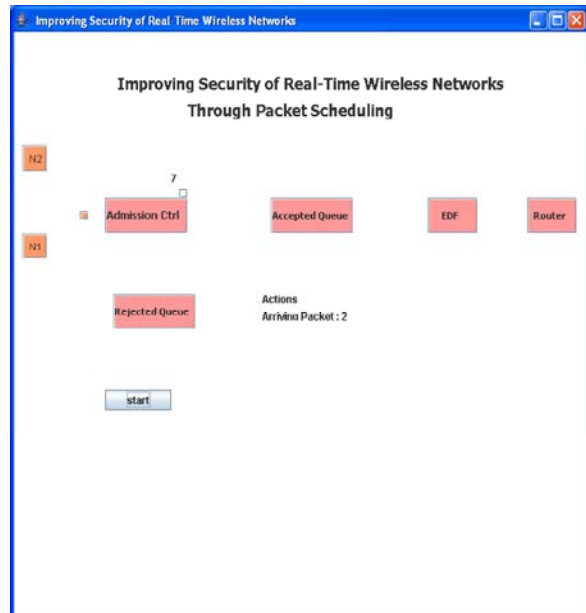 Improving Security of Real-Time Wireless Networks
Improving Security of Real-Time Wireless Networks
Through Packet Scheduling
N2
7
Admission Ctrl
Accepted Queue
EDF
Router
N1
Rejected Queue
Actions
Arriving Packet : 2
start